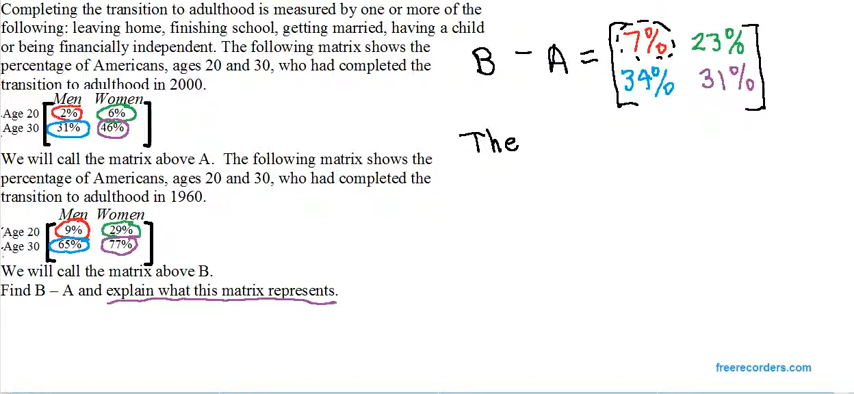 Completing the transition to adulthood is measured by one or more of the
following: leaving home, finishing school, getting married, having a child
or being financially independent. The following matrix shows the
percentage of Americans, ages 20 and 30, who had completed the
transition to adulthood in 2000.
Men Women
Age 20 2% 6%
Age 30 31% 46%
We will call the matrix above A. The following matrix shows the
percentage of Americans, ages 20 and 30, who had completed the
transition to adulthood in 1960.
Men Women
Age 20 9% 29%
Age 30 65% 77%
We will call the matrix above B.
Find B – A and explain what this matrix represents.
B - A = 7% 23%
34% 31%
The
freerecorders.com